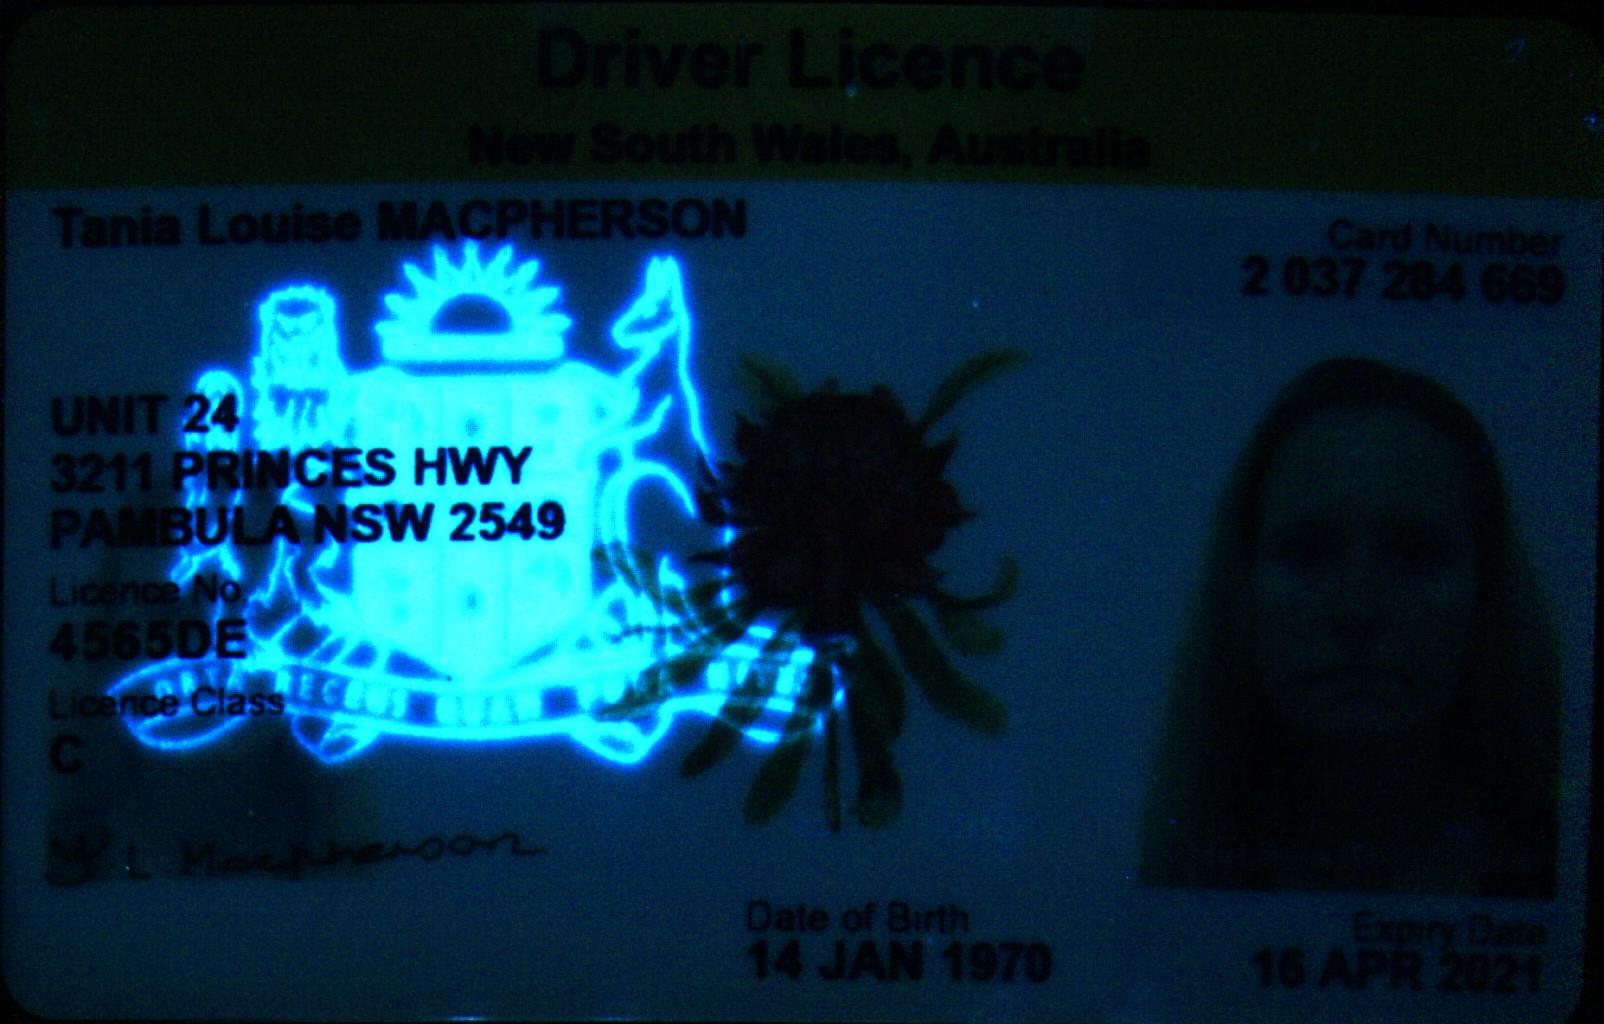 Driver Licence
New South Wales, Australia
Tania Louise MACPHERSON
Card Number
2 037 284 669
UNIT 24
3211 PRINCES HWY
PAMBULA NSW 2549
Licence No.
4565DE
Licence Class
C
L Macpherson
Date of Birth
14 JAN 1970
Expiry Date
16 APR 2021